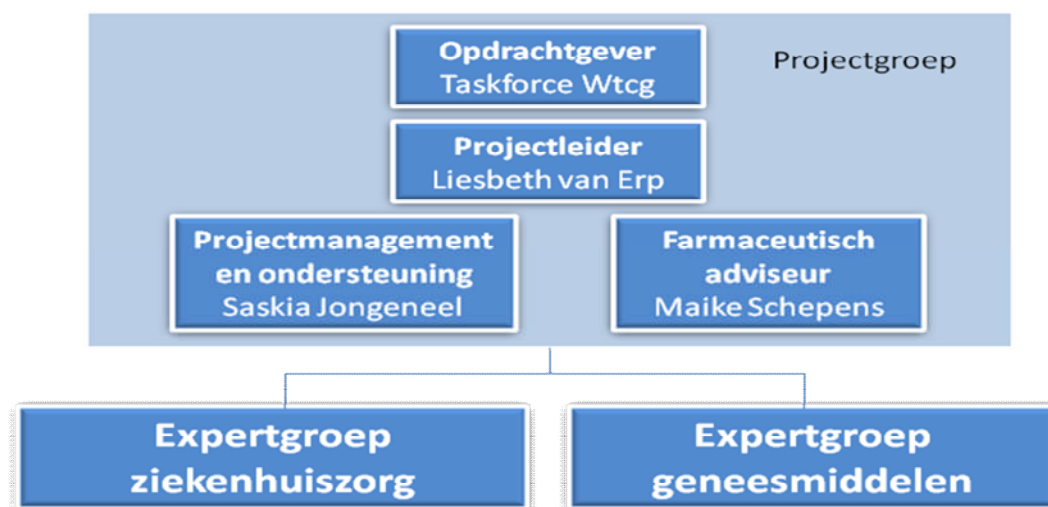 Opdrachtgever
Taskforce Wtcg
Projectgroep
Projectleider
Liesbeth van Erp
Projectmanagement
en ondersteuning
Saskia Jongeneel
Farmaceutisch
adviseur
Maike Schepens
Expertgroep
ziekenhuiszorg
Expertgroep
geneesmiddelen